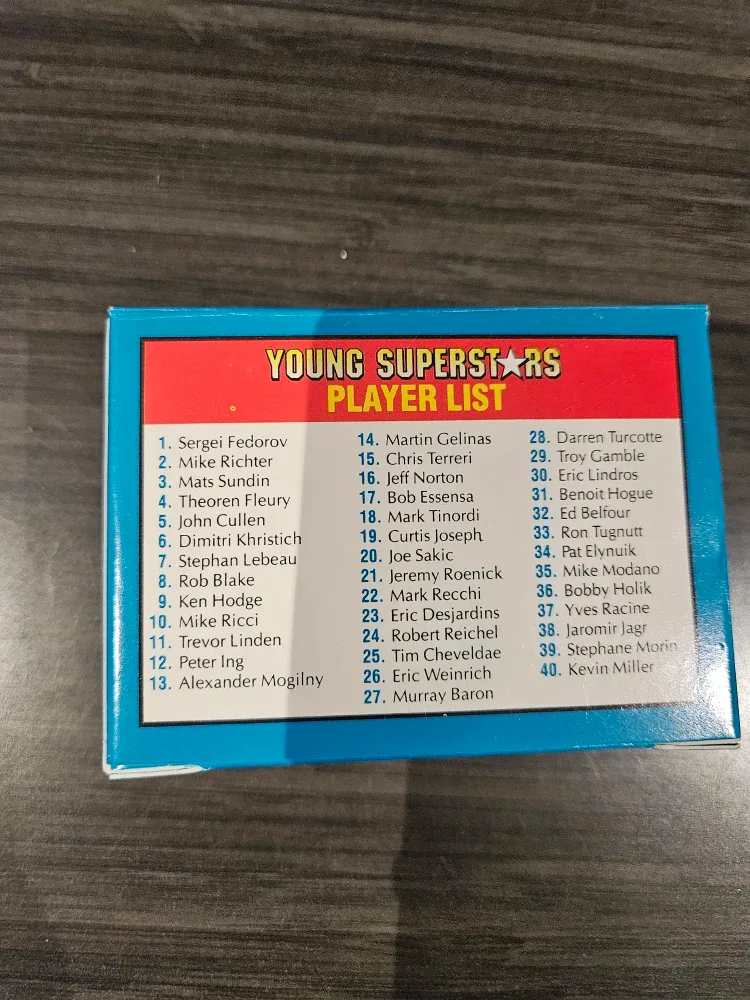 YOUNG SUPERST★RS
PLAYER LIST
1. Sergei Fedorov
2. Mike Richter
3. Mats Sundin
4. Theoren Fleury
5. John Cullen
6. Dimitri Khristich
7. Stephan Lebeau
8. Rob Blake
9. Ken Hodge
10. Mike Ricci
11. Trevor Linden
12. Peter Ing
13. Alexander Mogilny
14. Martin Gelinas
15. Chris Terreri
16. Jeff Norton
17. Bob Essensa
18. Mark Tinordi
19. Curtis Joseph
20. Joe Sakic
21. Jeremy Roenick
22. Mark Recchi
23. Eric Desjardins
24. Robert Reichel
25. Tim Cheveldae
26. Eric Weinrich
27. Murray Baron
28. Darren Turcotte
29. Troy Gamble
30. Eric Lindros
31. Benoit Hogue
32. Ed Belfour
33. Ron Tugnutt
34. Pat Elynuik
35. Mike Modano
36. Bobby Holik
37. Yves Racine
38. Jaromir Jagr
39. Stephane Morin
40. Kevin Miller